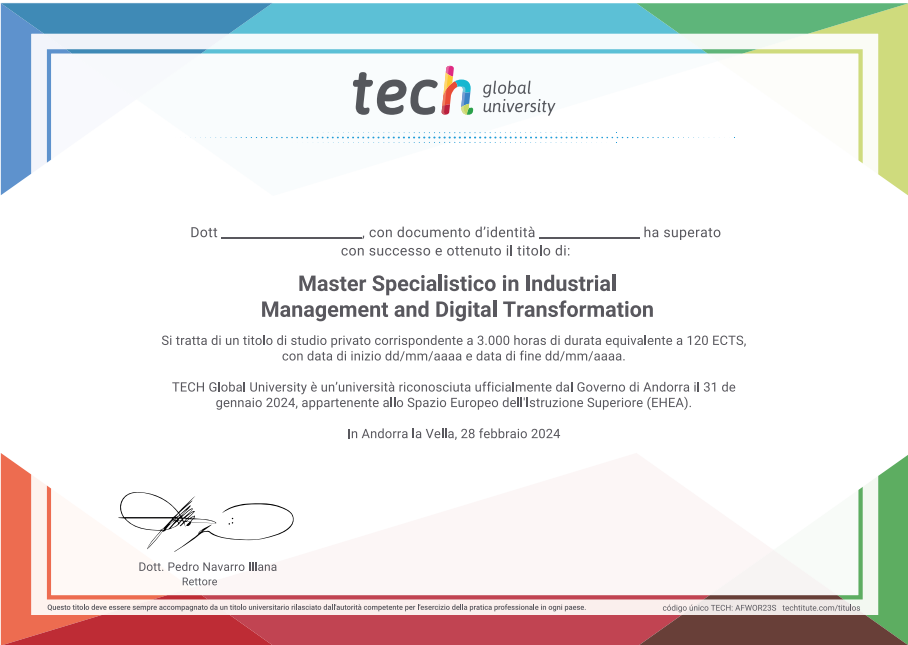 tech global
university
Dott ____________________, con documento d'identità ______________ ha superato
con successo e ottenuto il titolo di:
Master Specialistico in Industrial
Management and Digital Transformation
Si tratta di un titolo di studio privato corrispondente a 3.000 horas di durata equivalente a 120 ECTS,
con data di inizio dd/mm/aaaa e data di fine dd/mm/aaaa.
TECH Global University è un'università riconosciuta ufficialmente dal Governo di Andorra il 31 de
gennaio 2024, appartenente allo Spazio Europeo dell'Istruzione Superiore (EHEA).
In Andorra la Vella, 28 febbraio 2024
Dott. Pedro Navarro Illana
Rettore
Questo titolo deve essere sempre accompagnato da un titolo universitario rilasciato dall'autorità competente per l'esercizio della pratica professionale in ogni paese.
código único TECH: AFWOR23S techtitute.com/titulos